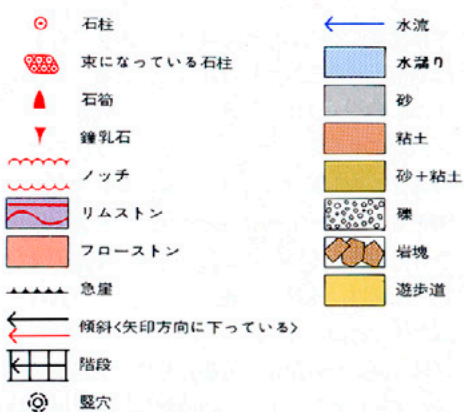 石柱
束になっている石柱
石筍
鐘乳石
ノッチ
リムストン
フローストン
急崖
傾斜<矢印方向に下っている>
階段
竪穴
水流
水溜り
砂
粘土
砂+粘土
礫
岩塊
遊歩道